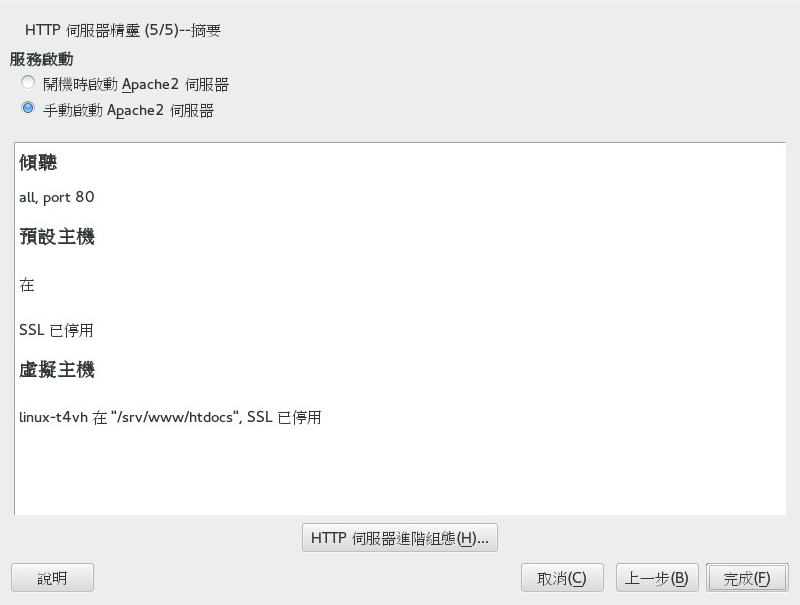 HTTP 伺服器精靈 (5/5)--摘要
服務啟動
開機時啟動 Apache2 伺服器
手動啟動 Apache2 伺服器
傾聽
all, port 80
預設主機
在
SSL 已停用
虛擬主機
linux-t4vh 在 "/srv/www/htdocs", SSL 已停用
HTTP 伺服器進階組態(H)...
說明
取消(C)
上一步(B)
完成(F)